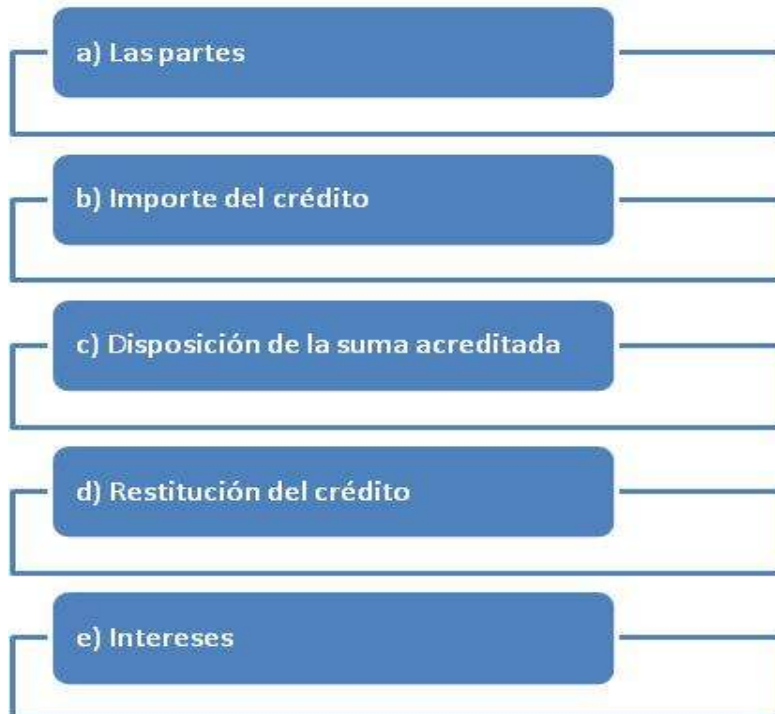 a) Las partes
b) Importe del crédito
c) Disposición de la suma acreditada
d) Restitución del crédito
e) Intereses